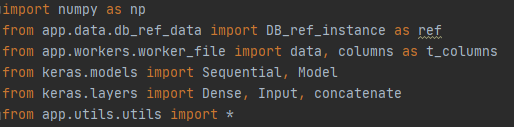 import numpy as np
from app.data.db_ref_data import DB_ref_instance as ref
from app.workers.worker_file import data, columns as t_columns
from keras.models import Sequential, Model
from keras.layers import Dense, Input, concatenate
from app.utils.utils import *